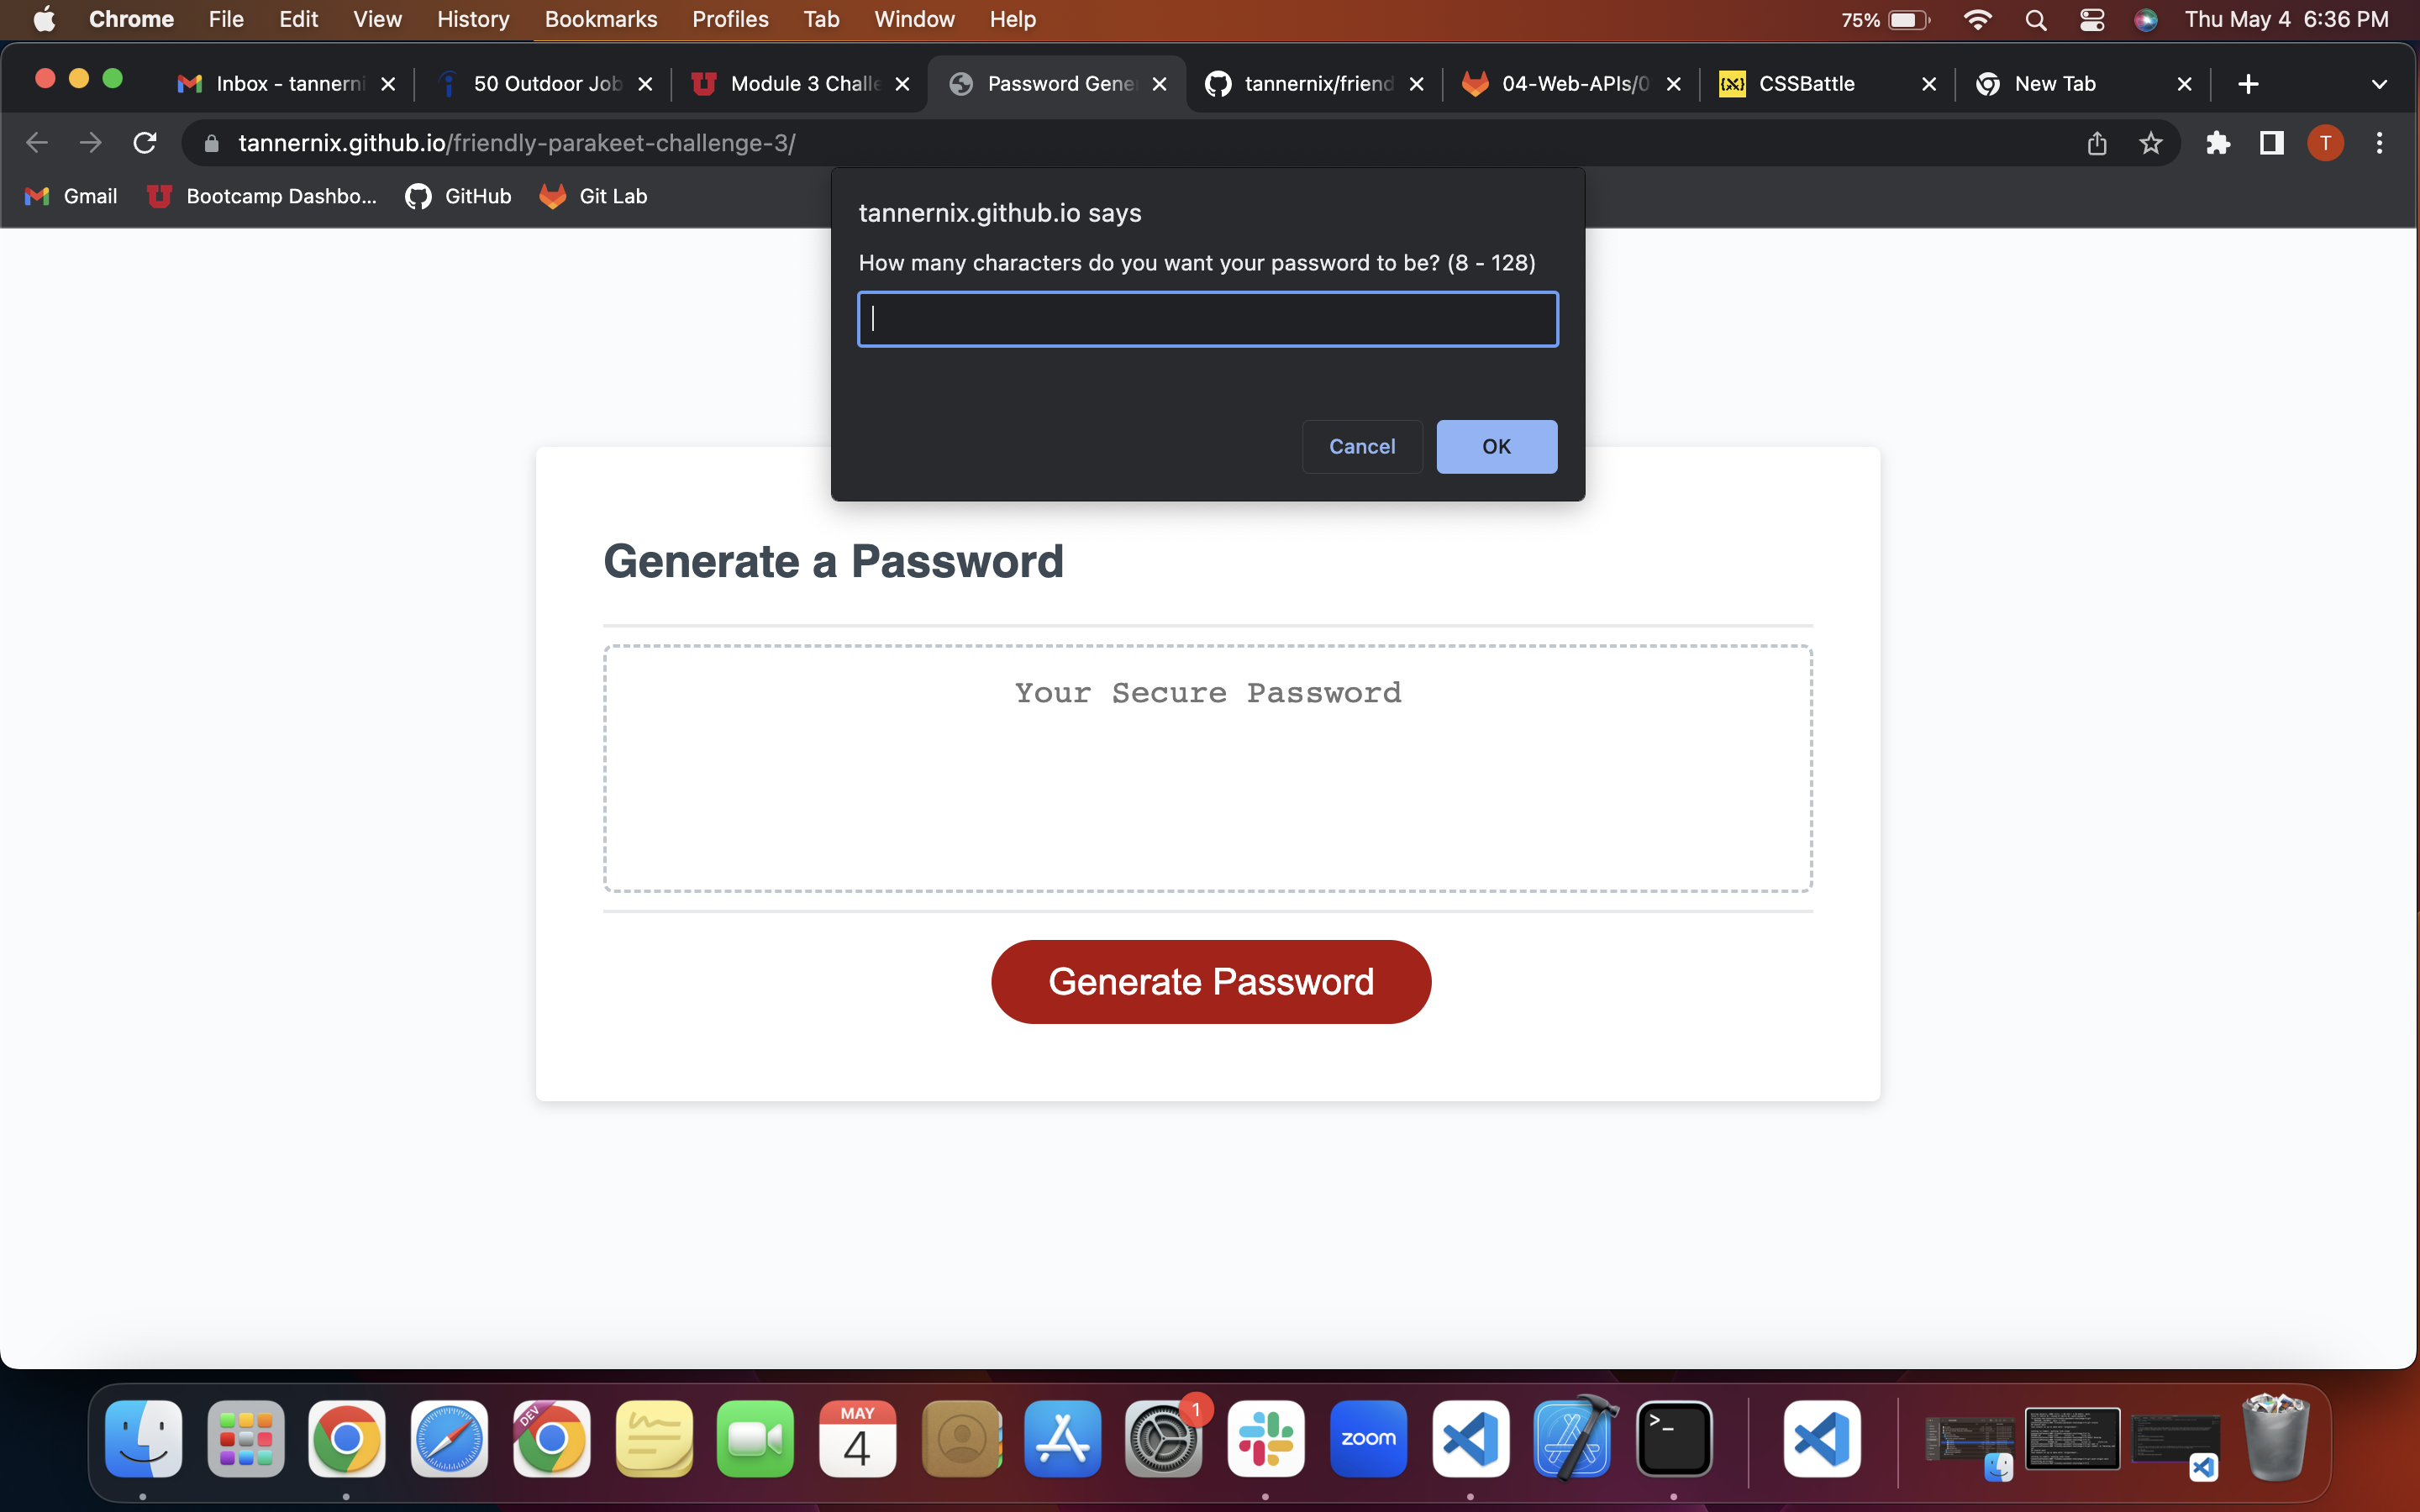 Chrome File Edit View History Bookmarks Profiles Tab Window Help 75% Thu May 4 6:36 PM
Inbox - tannerni 50 Outdoor Job Module 3 Challe Password Gene tannernix/friend 04-Web-APIs/0 CSSBattle New Tab
tannernix.github.io/friendly-parakeet-challenge-3/ T
Gmail Bootcamp Dashbo... GitHub Git Lab
tannernix.github.io says
How many characters do you want your password to be? (8 - 128)
Cancel OK
Generate a Password
Your Secure Password
Generate Password
DEV MAY 4 1 zoom >_